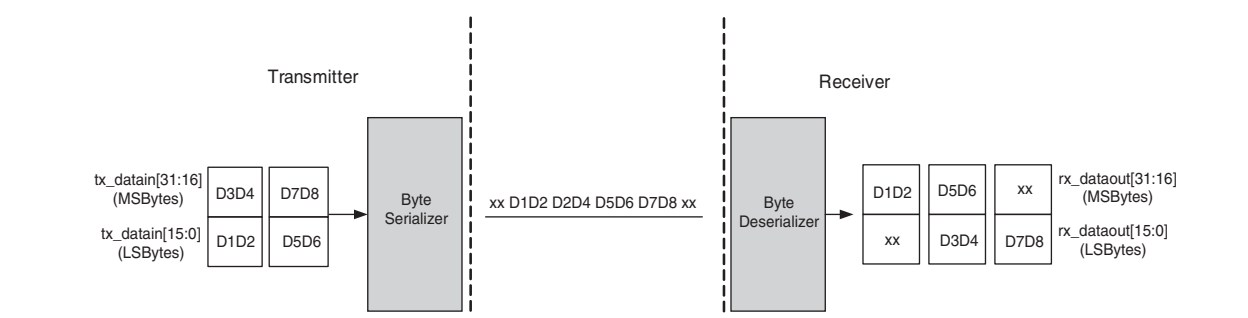 Transmitter
Receiver
tx_datain[31:16]
(MSBytes)
D3D4
D7D8
tx_datain[15:0]
(LSBytes)
D1D2
D5D6
Byte
Serializer
xx D1D2 D2D4 D5D6 D7D8 xx
Byte
Deserializer
D1D2
D5D6
xx
rx_dataout[31:16]
(MSBytes)
xx
D3D4
D7D8
rx_dataout[15:0]
(LSBytes)